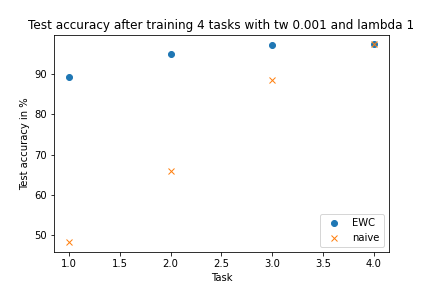 Test accuracy after training 4 tasks with tw 0.001 and lambda 1
Test accuracy in %
90
80
70
60
50
EWC
naive
1.0 1.5 2.0 2.5 3.0 3.5 4.0
Task